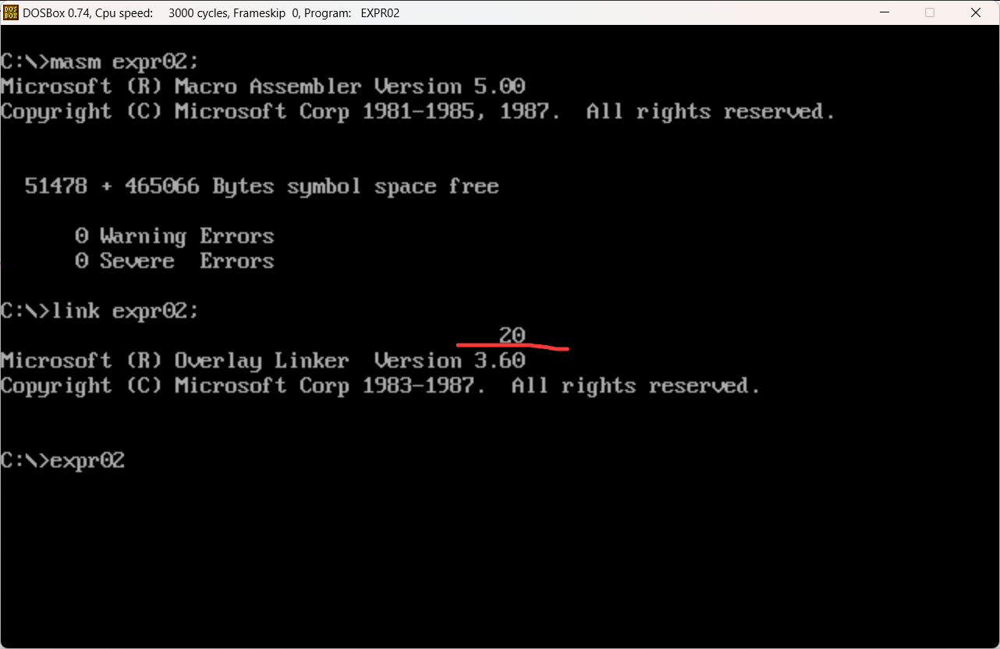 DOSBox 0.74, Cpu speed: 3000 cycles, Frameskip 0, Program: EXPR02
C:\>masm expr02;
Microsoft (R) Macro Assembler Version 5.00
Copyright (C) Microsoft Corp 1981-1985, 1987. All rights reserved.
51478 + 465066 Bytes symbol space free
0 Warning Errors
0 Severe Errors
C:\>link expr02;
20
Microsoft (R) Overlay Linker Version 3.60
Copyright (C) Microsoft Corp 1983-1987. All rights reserved.
C:\>expr02